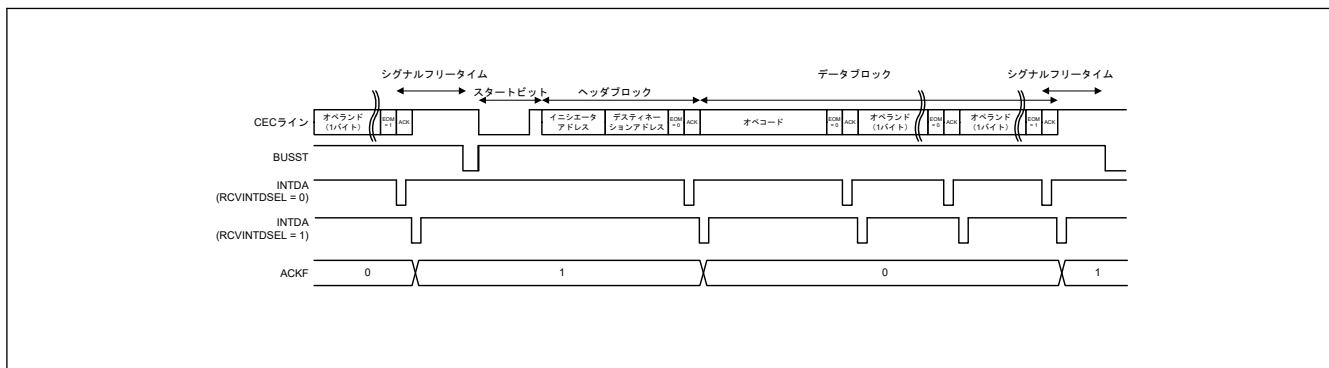 シグナルフリータイム
データブロック
シグナルフリータイム
スタートビット
ヘッダブロック
CECライン
オペランド
(1バイト)
EOM
= 1
ACK
イニシエータ
アドレス
デスティネ-
ションアドレス
EOM
= 0
ACK
オペコード
EOM
= 0
ACK
オペランド
(1バイト)
EOM
= 0
ACK
オペランド
(1バイト)
EOM
= 1
ACK
BUSST
INTDA
(RCVINTDSEL = 0)
INTDA
(RCVINTDSEL = 1)
ACKF
0
1
0
1